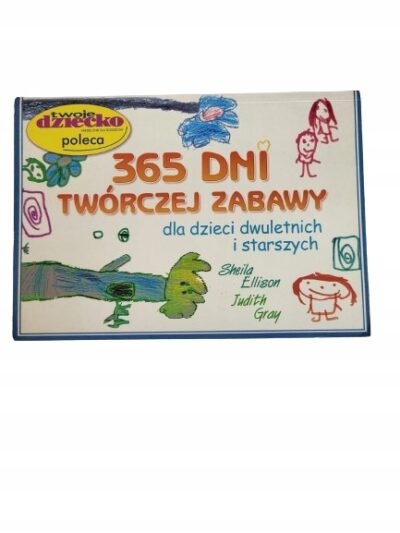 twoje
dziecko
poleca
365 DNI
TWÓRCZEJ ZABAWY
dla dzieci dwuletnich
i starszych
Sheila
Ellison
Judith
Gray